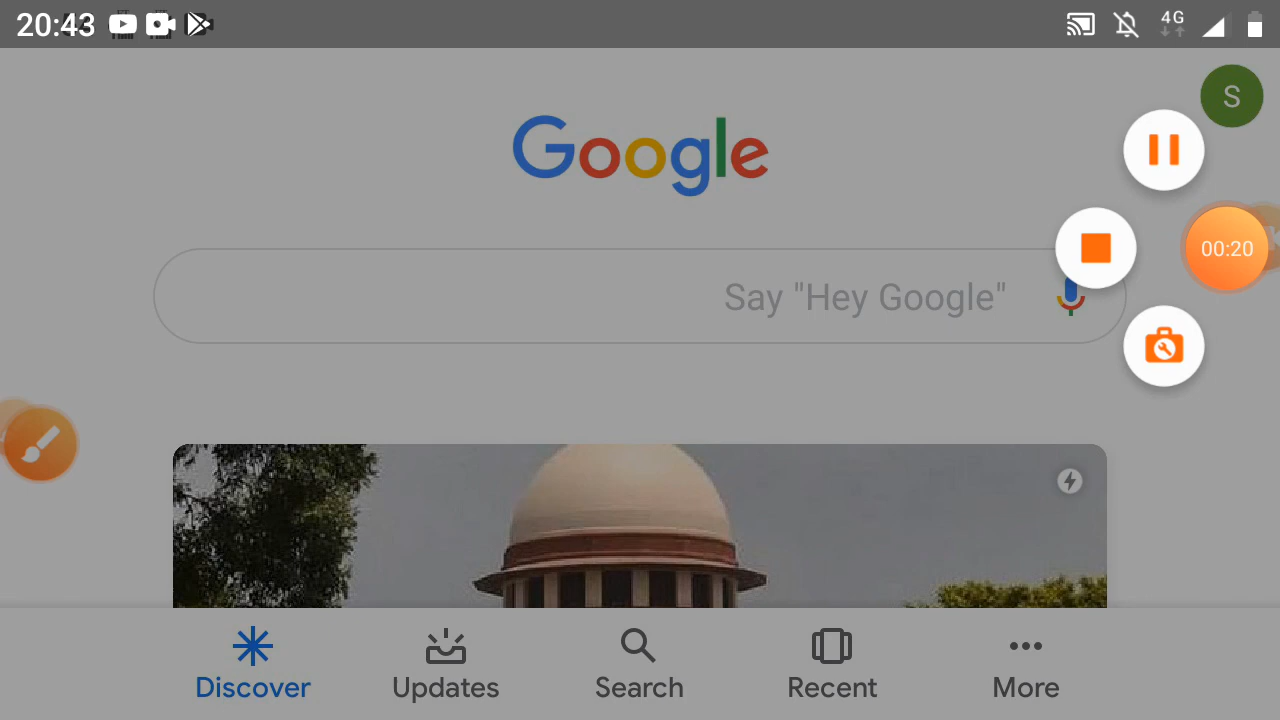 20:43
4G
S
Google
Say "Hey Google"
00:20
Discover
Updates
Search
Recent
More